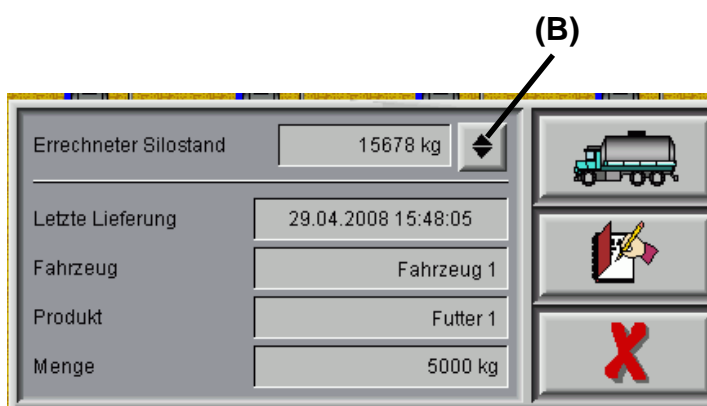 (B)
Errechneter Silostand 15678 kg
Letzte Lieferung 29.04.2008 15:48:05
Fahrzeug Fahrzeug 1
Produkt Futter 1
Menge 5000 kg